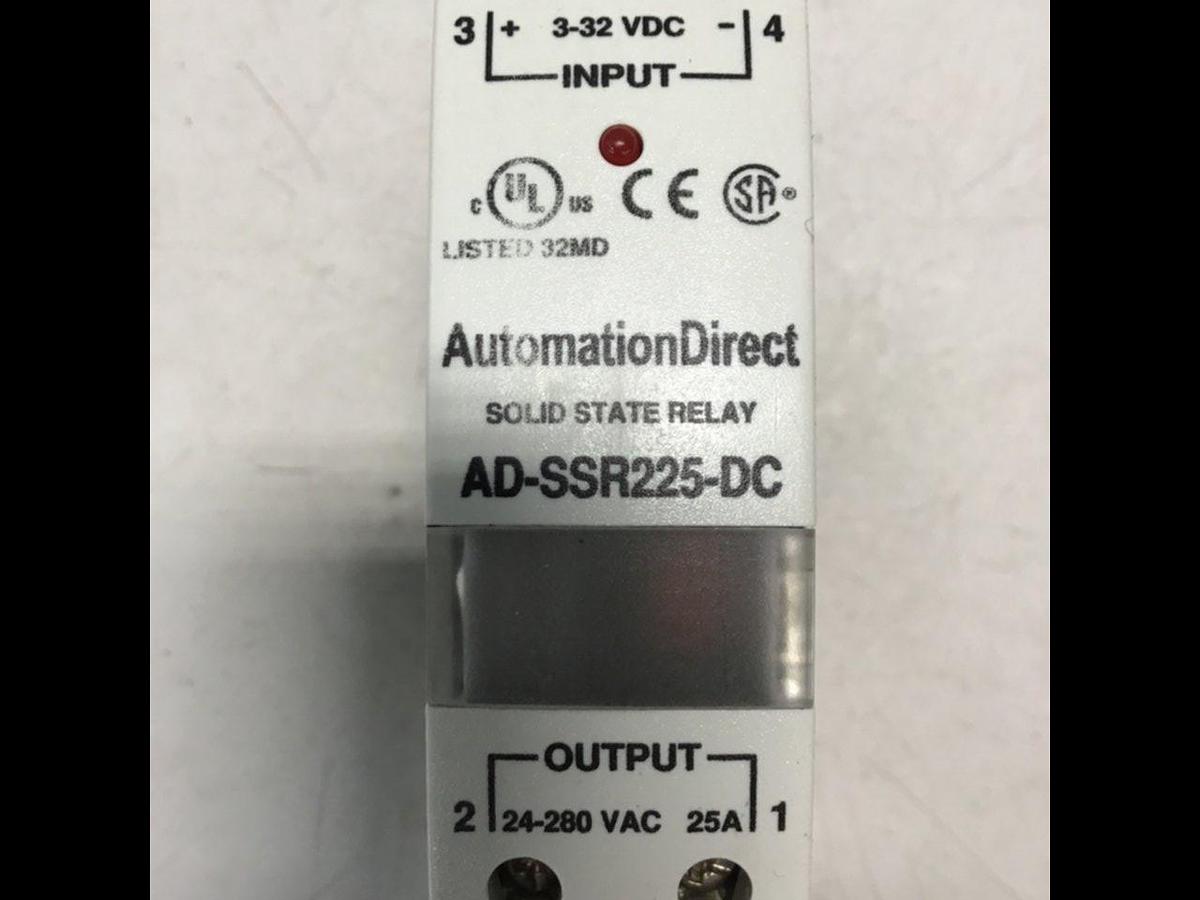 3 + 3-32 VDC - 4
INPUT
C UL US CE SA®
LISTED 32MD
AutomationDirect
SOLID STATE RELAY
AD-SSR225-DC
OUTPUT
2 24-280 VAC 25A 1